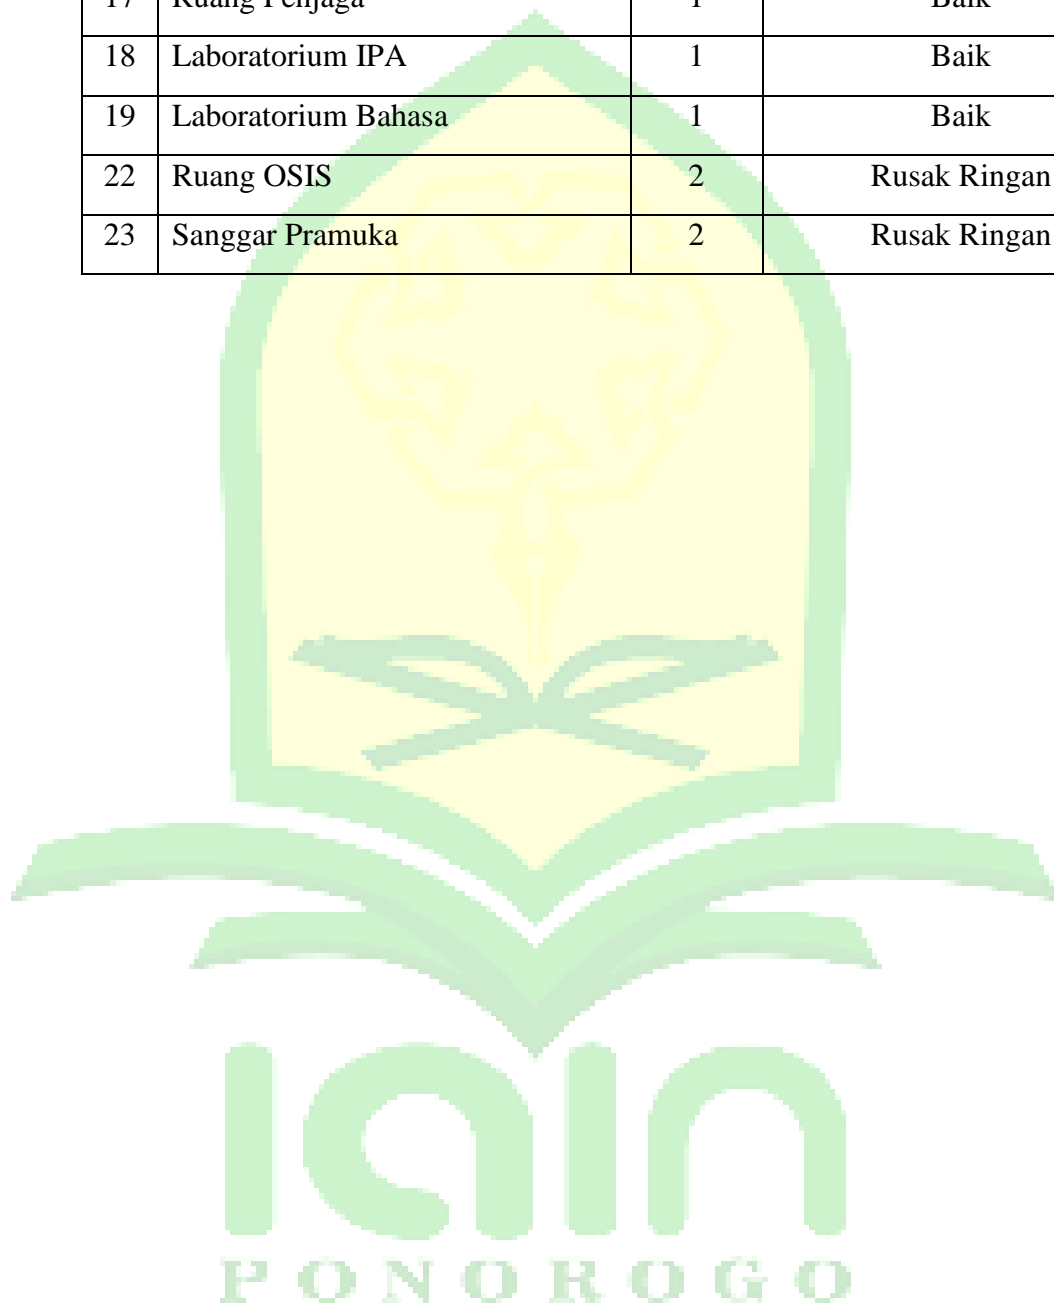 17 Ruang Penjaga 1 Baik
18 Laboratorium IPA 1 Baik
19 Laboratorium Bahasa 1 Baik
22 Ruang OSIS 2 Rusak Ringan
23 Sanggar Pramuka 2 Rusak Ringan
iain
PONOROGO